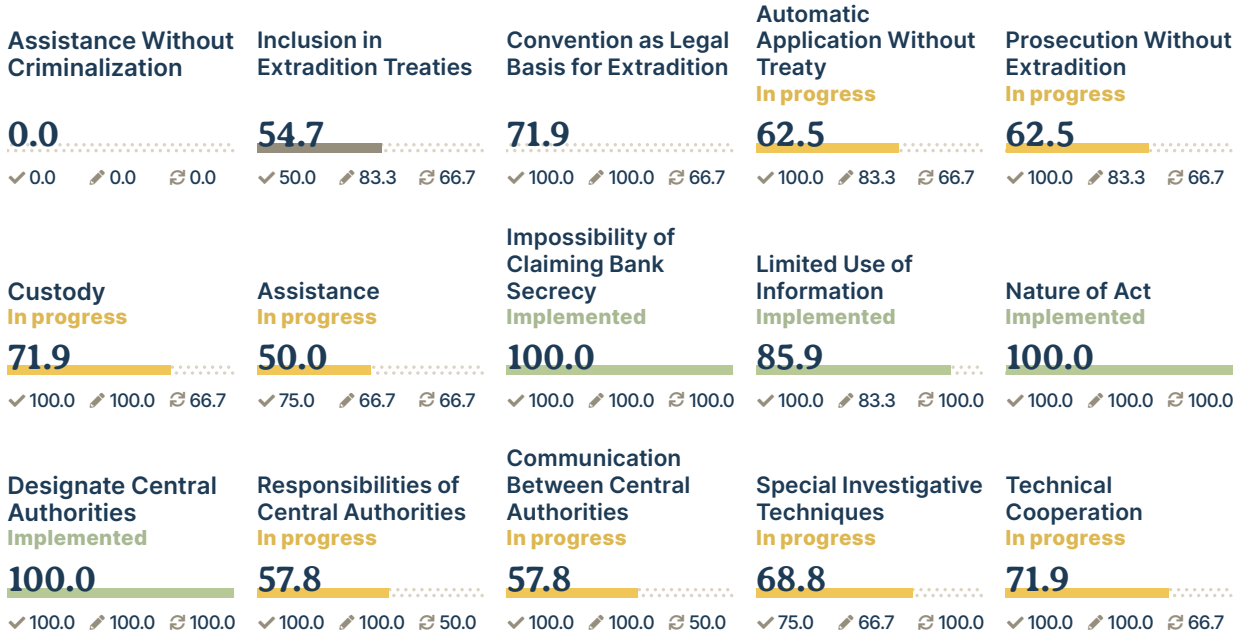 Assistance Without
Criminalization
0.0
0.0 0.0 0.0
Inclusion in
Extradition Treaties
54.7
50.0 83.3 66.7
Convention as Legal
Basis for Extradition
71.9
100.0 100.0 66.7
Automatic
Application Without
Treaty
In progress
62.5
100.0 83.3 66.7
Prosecution Without
Extradition
In progress
62.5
100.0 83.3 66.7
Custody
In progress
71.9
100.0 100.0 66.7
Assistance
In progress
50.0
75.0 66.7 66.7
Impossibility of
Claiming Bank
Secrecy
Implemented
100.0
100.0 100.0 100.0
Limited Use of
Information
Implemented
85.9
100.0 83.3 100.0
Nature of Act
Implemented
100.0
100.0 100.0 100.0
Designate Central
Authorities
Implemented
100.0
100.0 100.0 100.0
Responsibilities of
Central Authorities
In progress
57.8
100.0 100.0 50.0
Communication
Between Central
Authorities
In progress
57.8
100.0 100.0 50.0
Special Investigative
Techniques
In progress
68.8
75.0 66.7 100.0
Technical
Cooperation
In progress
71.9
100.0 100.0 66.7